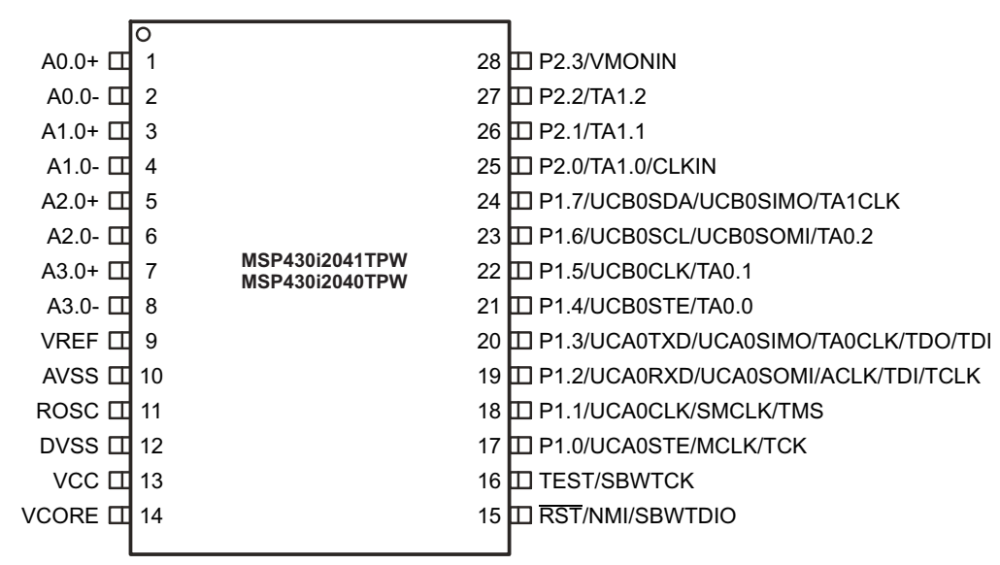 A0.0+ 1 28 P2.3/VMONIN
A0.0- 2 27 P2.2/TA1.2
A1.0+ 3 26 P2.1/TA1.1
A1.0- 4 25 P2.0/TA1.0/CLKIN
A2.0+ 5 24 P1.7/UCB0SDA/UCB0SIMO/TA1CLK
A2.0- 6 23 P1.6/UCB0SCL/UCB0SOMI/TA0.2
MSP430i2041TPW
A3.0+ 7 22 P1.5/UCB0CLK/TA0.1
MSP430i2040TPW
A3.0- 8 21 P1.4/UCB0STE/TA0.0
VREF 9 20 P1.3/UCA0TXD/UCA0SIMO/TA0CLK/TDO/TDI
AVSS 10 19 P1.2/UCA0RXD/UCA0SOMI/ACLK/TDI/TCLK
ROSC 11 18 P1.1/UCA0CLK/SMCLK/TMS
DVSS 12 17 P1.0/UCA0STE/MCLK/TCK
VCC 13 16 TEST/SBWTCK
VCORE 14 15 RST/NMI/SBWTDIO